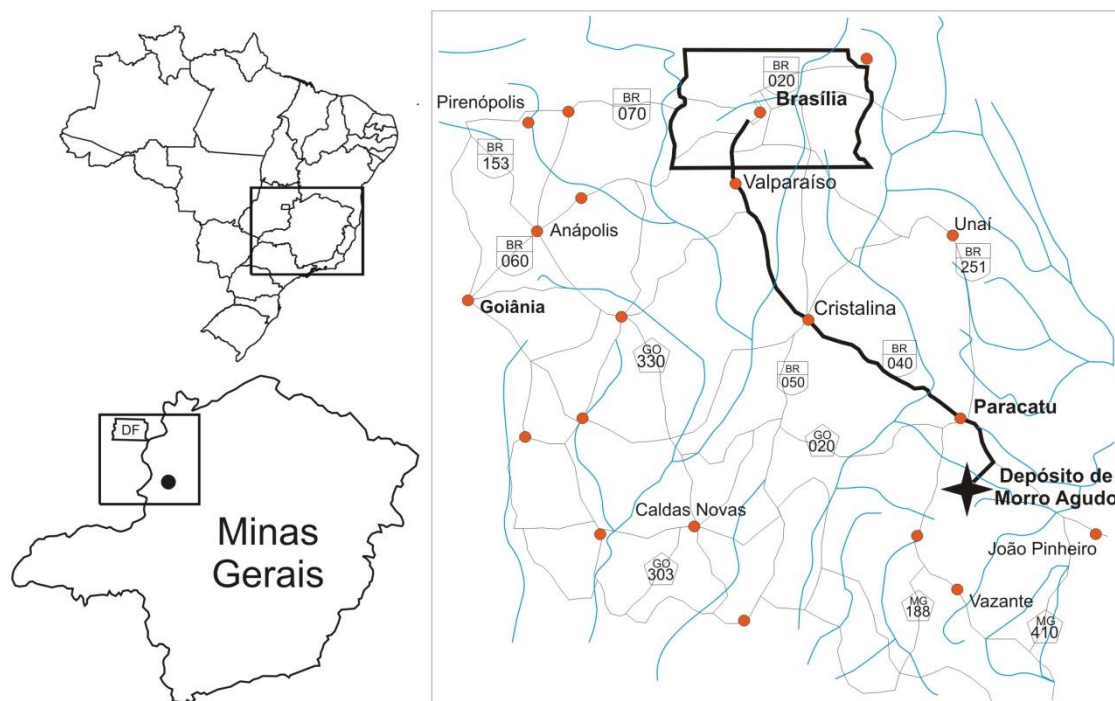 DF
Minas
Gerais
BR
020
Brasília
Pirenópolis
BR
070
BR
153
Valparaíso
Anápolis
BR
060
Unaí
BR
251
Goiânia
Cristalina
GO
330
BR
040
BR
050
Paracatu
GO
020
Depósito de
Morro Agudo
Caldas Novas
João Pinheiro
GO
303
Vazante
MG
188
MG
410